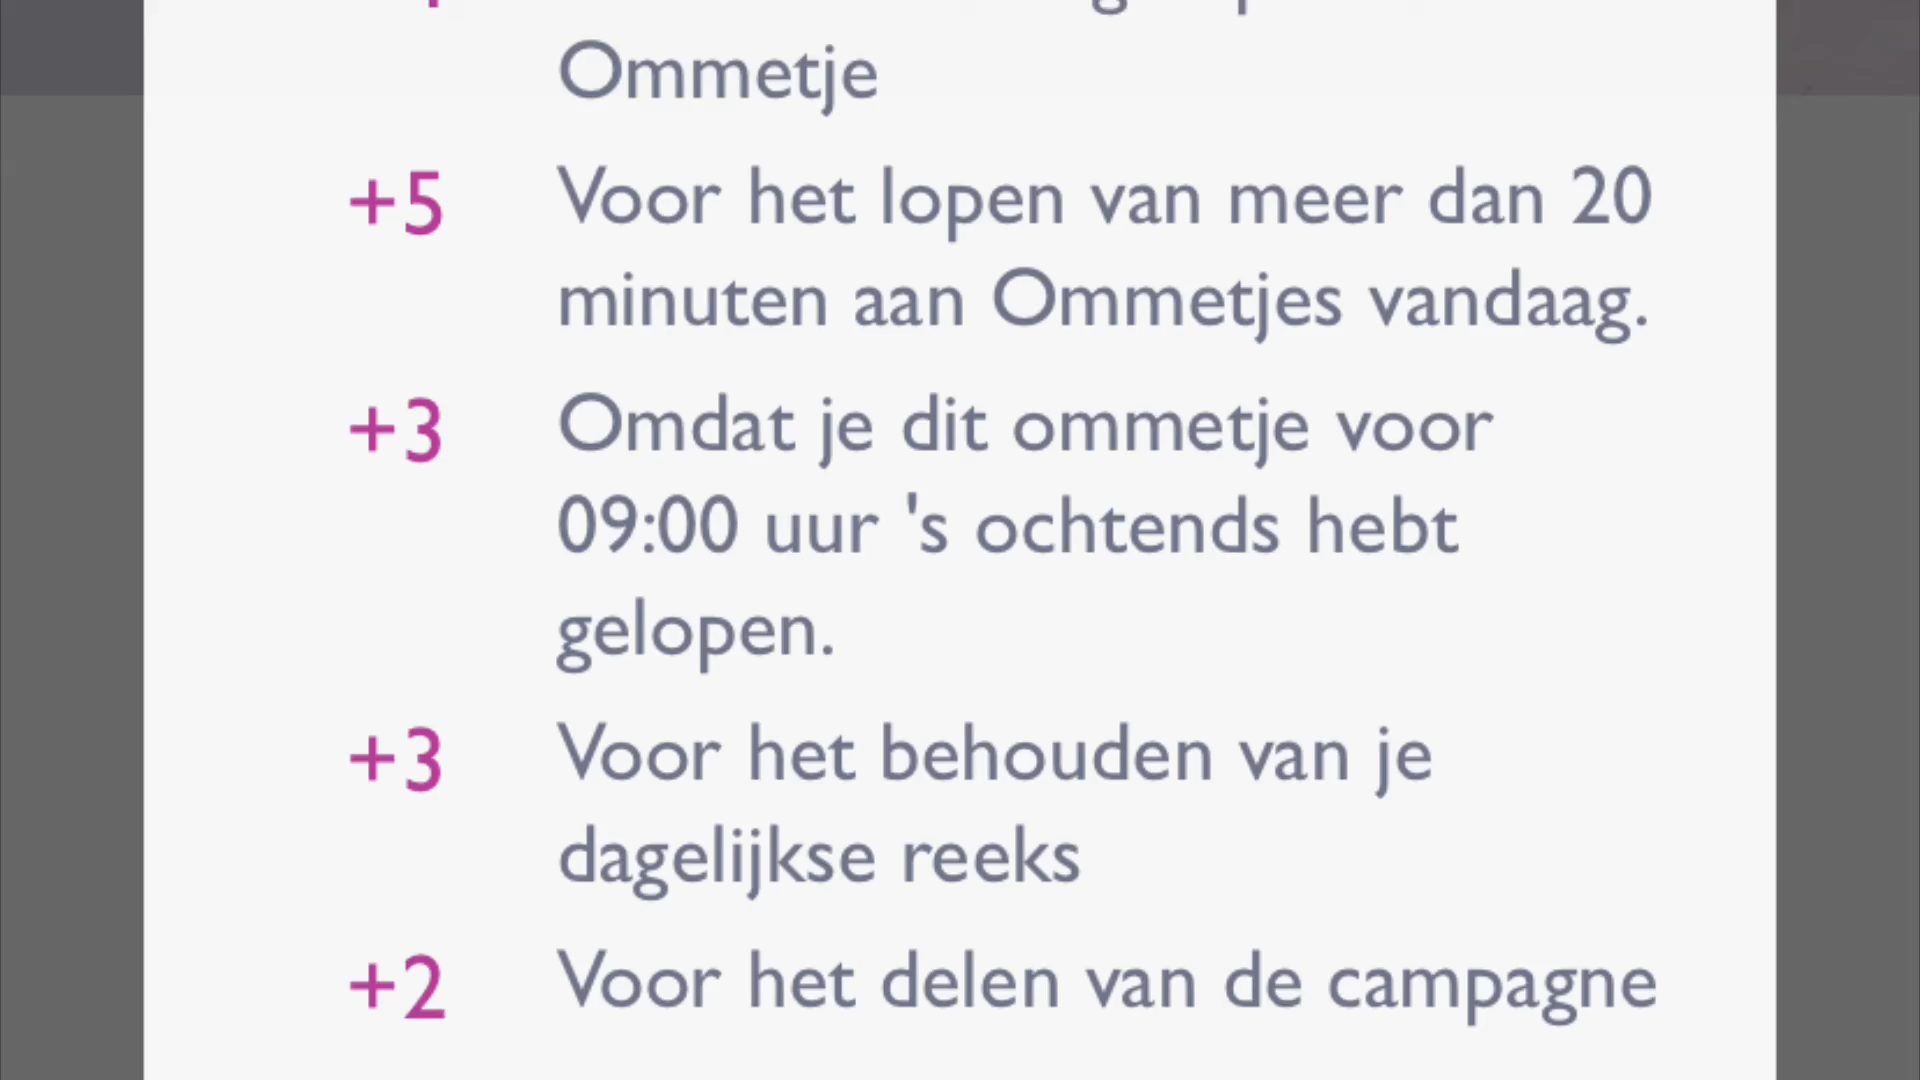 Ommetje
+5 Voor het lopen van meer dan 20
minuten aan Ommetjes vandaag.
+3 Omdat je dit ommetje voor
09:00 uur 's ochtends hebt
gelopen.
+3 Voor het behouden van je
dagelijkse reeks
+2 Voor het delen van de campagne